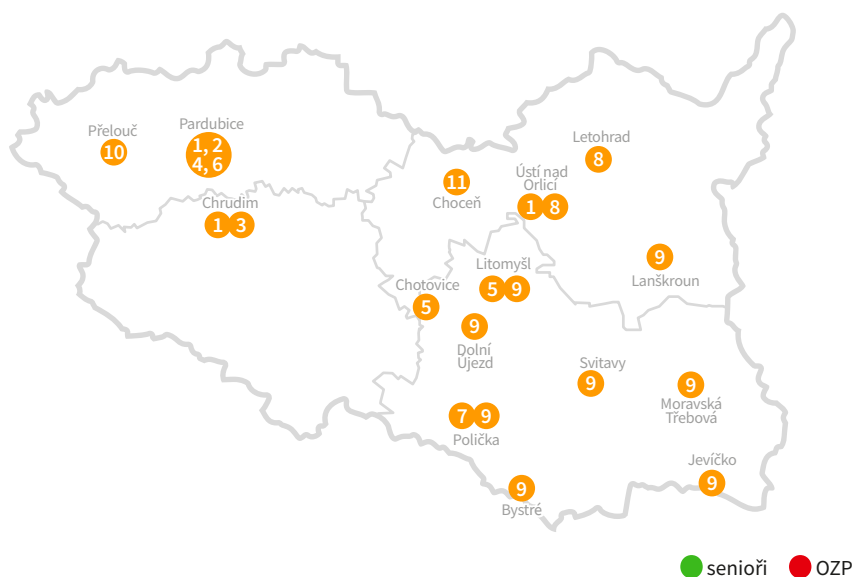 Přelouč
10
Pardubice
1, 2
4, 6
Chrudim
1 3
11
Choceň
Letohrad
8
Ústí nad
Orlicí
1 8
9
Lanškroun
Litomyšl
5 9
Chotovice
5
9
Dolní
Újezd
Svitavy
9
9
Moravská
Třebová
7 9
Polička
Jevíčko
9
9
Bystré
senioři OZP